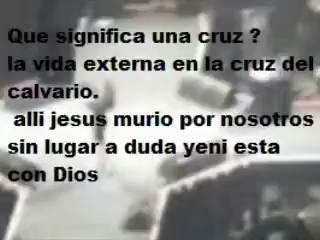 Que significa una cruz ?
la vida externa en la cruz del
calvario.
alli jesus murio por nosotros
sin lugar a duda yeni esta
con Dios